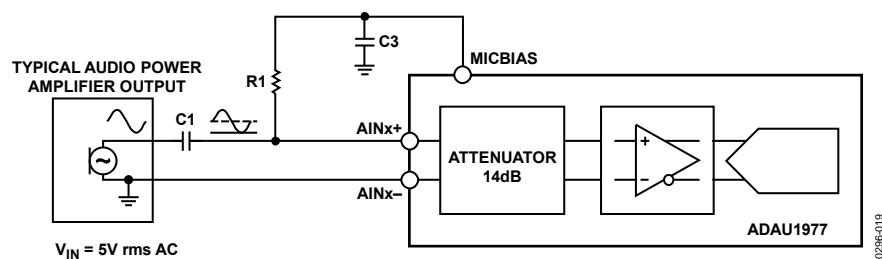 C3
MICBIAS
TYPICAL AUDIO POWER
AMPLIFIER OUTPUT
R1
C1
AINx+
ATTENUATOR
14dB
+
–
AINx–
~
ADAU1977
V_IN = 5V rms AC
0296-019